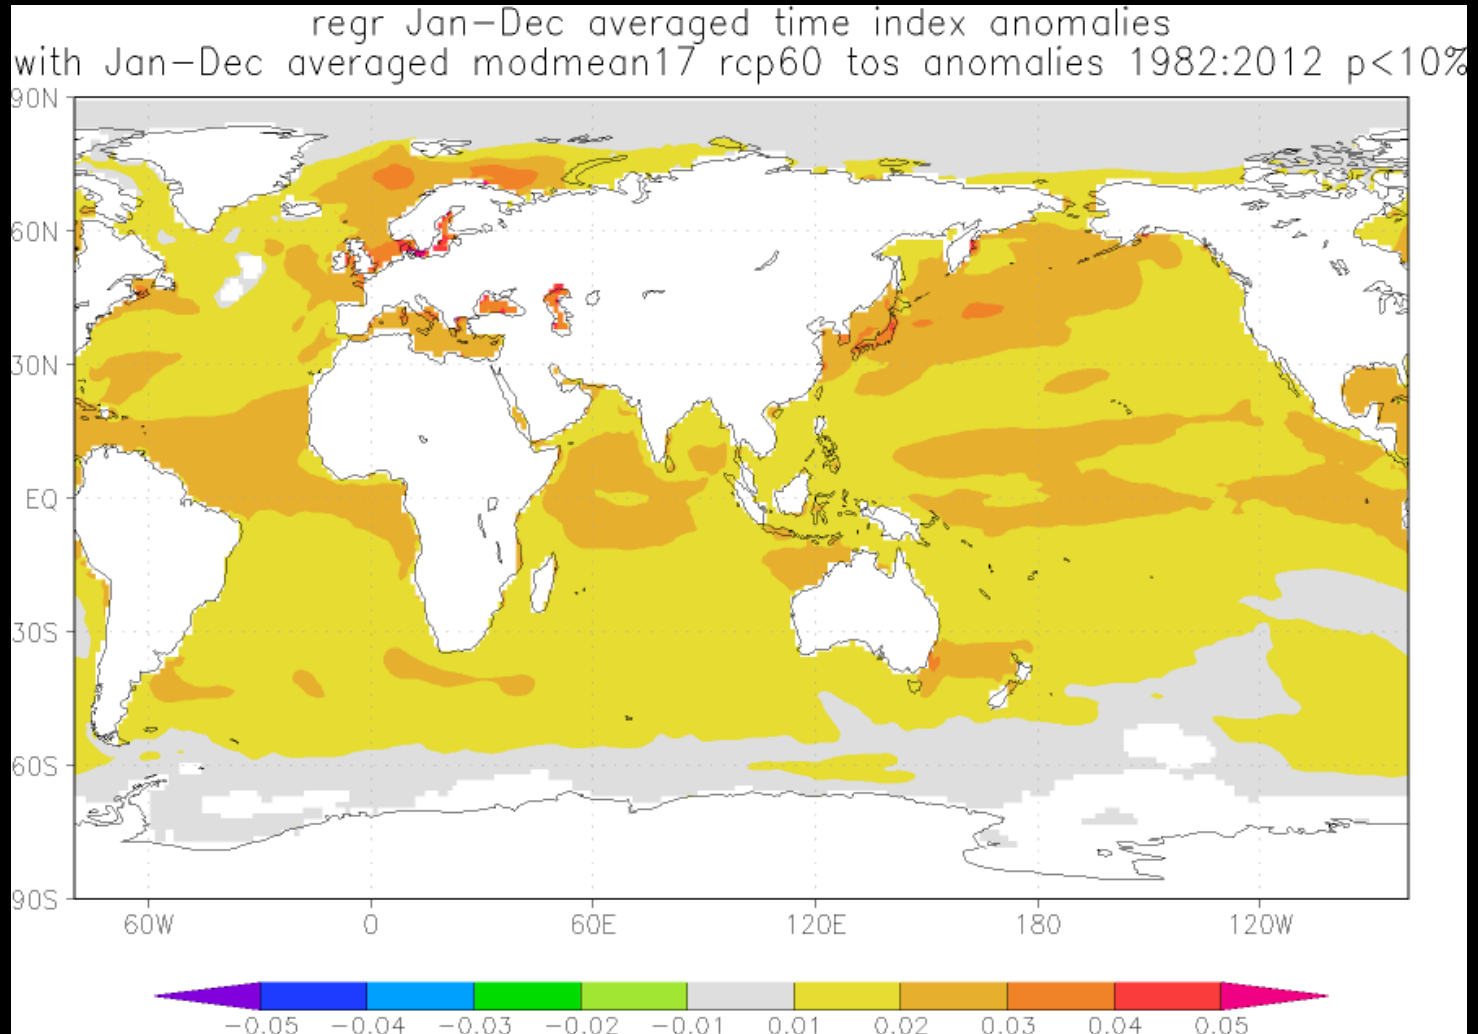 regr Jan-Dec averaged time index anomalies
with Jan-Dec averaged modmean17 rcp60 tos anomalies 1982:2012 p<10%
90N
60N
30N
EQ
30S
60S
90S
60W 0 60E 120E 180 120W
-0.05 -0.04 -0.03 -0.02 -0.01 0.01 0.02 0.03 0.04 0.05